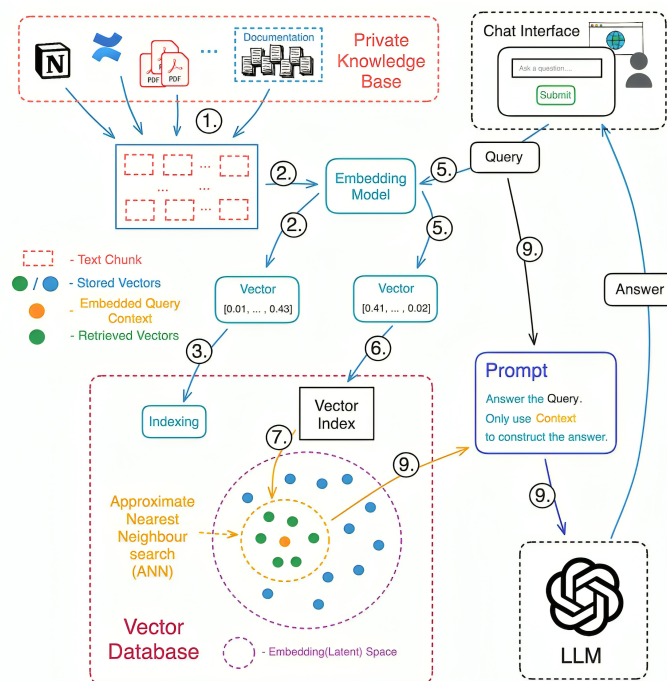 Documentation
Private
Knowledge
Base
N
PDF
PDF
...
1.
Chat Interface
Ask a question....
Submit
... 
... ...
...
2.
Embedding
Model
5.
Query
2.
5.
9.
- Text Chunk
/
- Stored Vectors
- Embedded Query
Context
- Retrieved Vectors
Vector
[0.01, ... , 0.43]
Vector
[0.41, ... , 0.02]
Answer
3.
6.
Prompt
Answer the Query.
Only use Context
to construct the answer.
Indexing
Vector
Index
7.
9.
9.
Approximate
Nearest
Neighbour
search
(ANN)
Vector
Database
- Embedding(Latent) Space
LLM